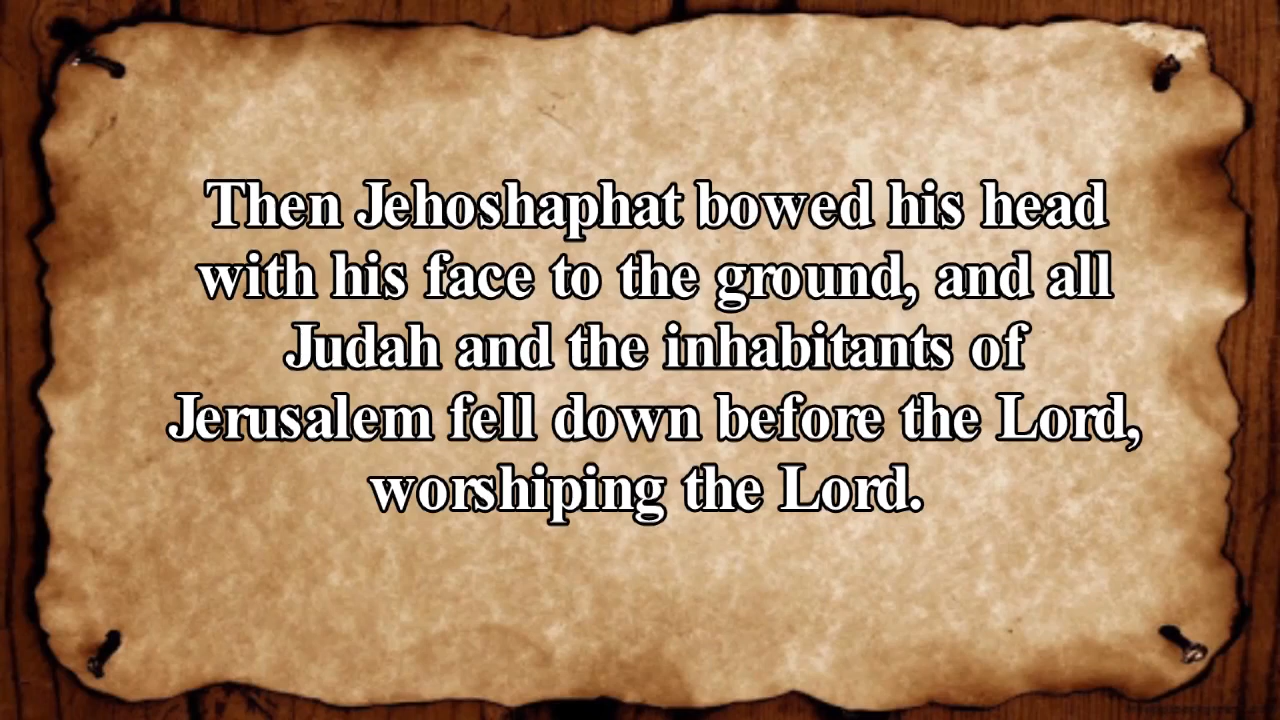 Then Jehoshaphat bowed his head
with his face to the ground, and all
Judah and the inhabitants of
Jerusalem fell down before the Lord,
worshiping the Lord.